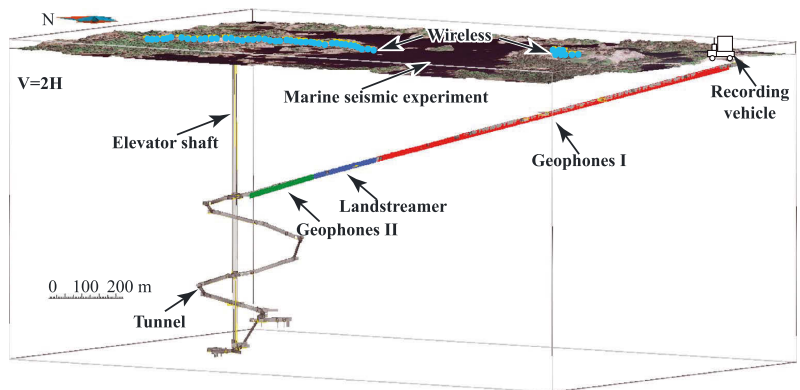 N
Wireless
V=2H
Marine seismic experiment
Recording
vehicle
Elevator shaft
Geophones I
Landstreamer
Geophones II
0 100 200 m
Tunnel